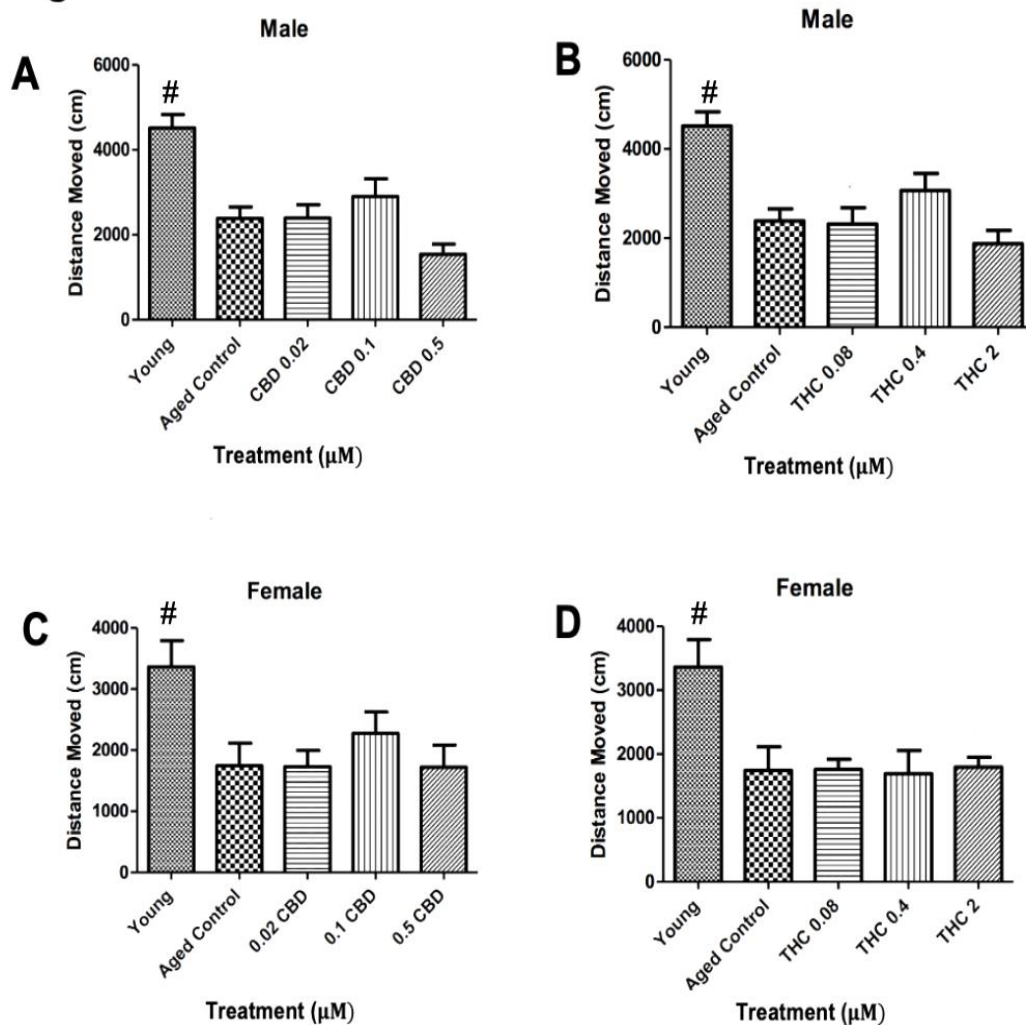 Male
A
#
6000
4000
2000
0
Distance Moved (cm)
Young
Aged Control
CBD 0.02
CBD 0.1
CBD 0.5
Treatment (μM)
Male
B
#
6000
4000
2000
0
Distance Moved (cm)
Young
Aged Control
THC 0.08
THC 0.4
THC 2
Treatment (μM)
Female
C
#
4000
3000
2000
1000
0
Distance Moved (cm)
Young
Aged Control
0.02 CBD
0.1 CBD
0.5 CBD
Treatment (μM)
Female
D
#
4000
3000
2000
1000
0
Distance Moved (cm)
Young
Aged Control
THC 0.08
THC 0.4
THC 2
Treatment (μM)